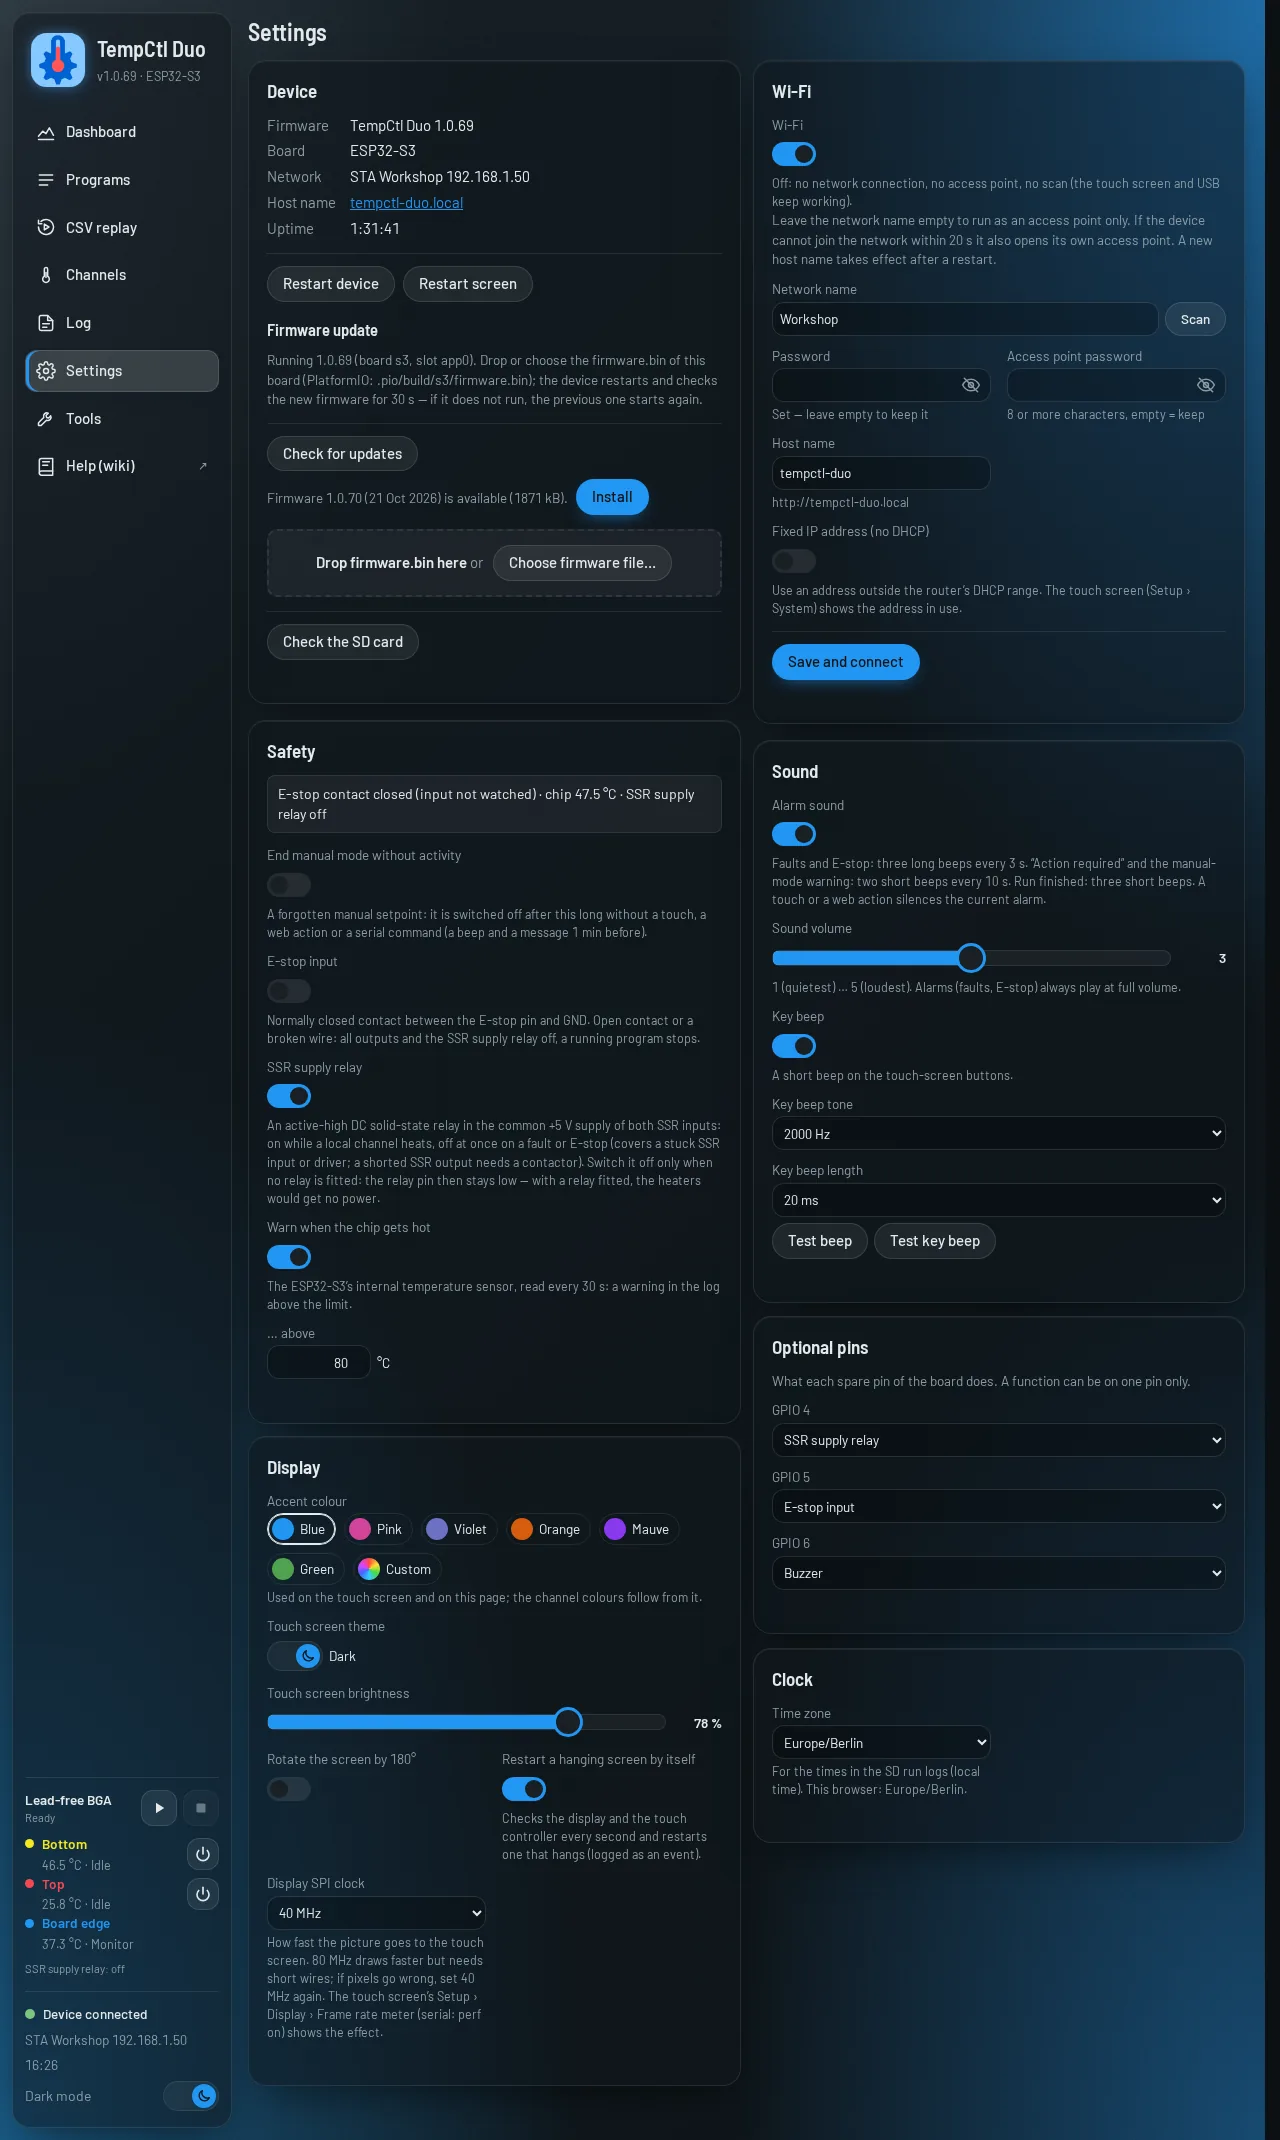 TempCtl Duo
v1.0.69 · ESP32-S3
Dashboard
Programs
CSV replay
Channels
Log
Settings
Tools
Help (wiki) ↗
Lead-free BGA
Ready
Bottom
46.5 °C · Idle
Top
25.8 °C · Idle
Board edge
37.3 °C · Monitor
SSR supply relay: off
Device connected
STA Workshop 192.168.1.50
16:26
Dark mode
Settings
Device
Firmware TempCtl Duo 1.0.69
Board ESP32-S3
Network STA Workshop 192.168.1.50
Host name tempctl-duo.local
Uptime 1:31:41
Restart device Restart screen
Firmware update
Running 1.0.69 (board s3, slot app0). Drop or choose the firmware.bin of this
board (PlatformIO: .pio/build/s3/firmware.bin); the device restarts and checks
the new firmware for 30 s — if it does not run, the previous one starts again.
Check for updates
Firmware 1.0.70 (21 Oct 2026) is available (1871 kB). Install
Drop firmware.bin here or Choose firmware file...
Check the SD card
Safety
E-stop contact closed (input not watched) · chip 47.5 °C · SSR supply
relay off
End manual mode without activity
A forgotten manual setpoint: it is switched off after this long without a touch, a
web action or a serial command (a beep and a message 1 min before).
E-stop input
Normally closed contact between the E-stop pin and GND. Open contact or a
broken wire: all outputs and the SSR supply relay off, a running program stops.
SSR supply relay
An active-high DC solid-state relay in the common +5 V supply of both SSR inputs:
on while a local channel heats, off at once on a fault or E-stop (covers a stuck SSR
input or driver; a shorted SSR output needs a contactor). Switch it off only when
no relay is fitted: the relay pin then stays low — with a relay fitted, the heaters
would get no power.
Warn when the chip gets hot
The ESP32-S3's internal temperature sensor, read every 30 s: a warning in the log
above the limit.
... above
80 °C
Display
Accent colour
Blue Pink Violet Orange Mauve
Green Custom
Used on the touch screen and on this page; the channel colours follow from it.
Touch screen theme
Dark
Touch screen brightness
78 %
Rotate the screen by 180°
Restart a hanging screen by itself
Checks the display and the touch
controller every second and restarts
one that hangs (logged as an event).
Display SPI clock
40 MHz
How fast the picture goes to the touch
screen. 80 MHz draws faster but needs
short wires; if pixels go wrong, set 40
MHz again. The touch screen's Setup ›
Display › Frame rate meter (serial: perf
on) shows the effect.
Wi-Fi
Wi-Fi
Off: no network connection, no access point, no scan (the touch screen and USB
keep working).
Leave the network name empty to run as an access point only. If the device
cannot join the network within 20 s it also opens its own access point. A new
host name takes effect after a restart.
Network name
Workshop Scan
Password Access point password
Set — leave empty to keep it 8 or more characters, empty = keep
Host name
tempctl-duo
http://tempctl-duo.local
Fixed IP address (no DHCP)
Use an address outside the router's DHCP range. The touch screen (Setup ›
System) shows the address in use.
Save and connect
Sound
Alarm sound
Faults and E-stop: three long beeps every 3 s. "Action required" and the manual-
mode warning: two short beeps every 10 s. Run finished: three short beeps. A
touch or a web action silences the current alarm.
Sound volume
3
1 (quietest) ... 5 (loudest). Alarms (faults, E-stop) always play at full volume.
Key beep
A short beep on the touch-screen buttons.
Key beep tone
2000 Hz
Key beep length
20 ms
Test beep Test key beep
Optional pins
What each spare pin of the board does. A function can be on one pin only.
GPIO 4
SSR supply relay
GPIO 5
E-stop input
GPIO 6
Buzzer
Clock
Time zone
Europe/Berlin
For the times in the SD run logs (local
time). This browser: Europe/Berlin.